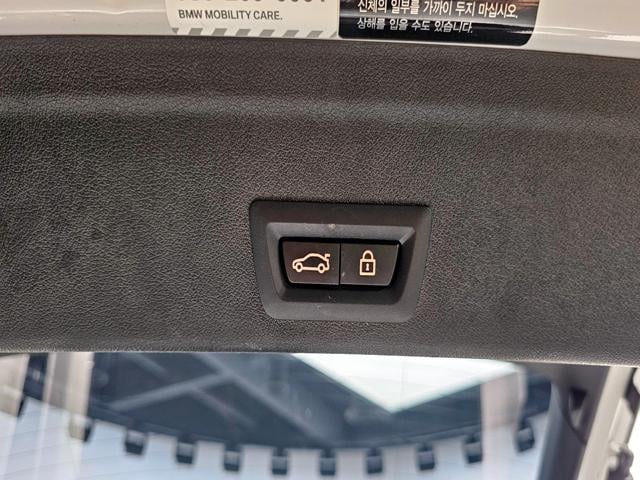 BMW MOBILITY CARE.
신체의 일부를 가까이 두지 마십시오.
상해를 입을 수도 있습니다.